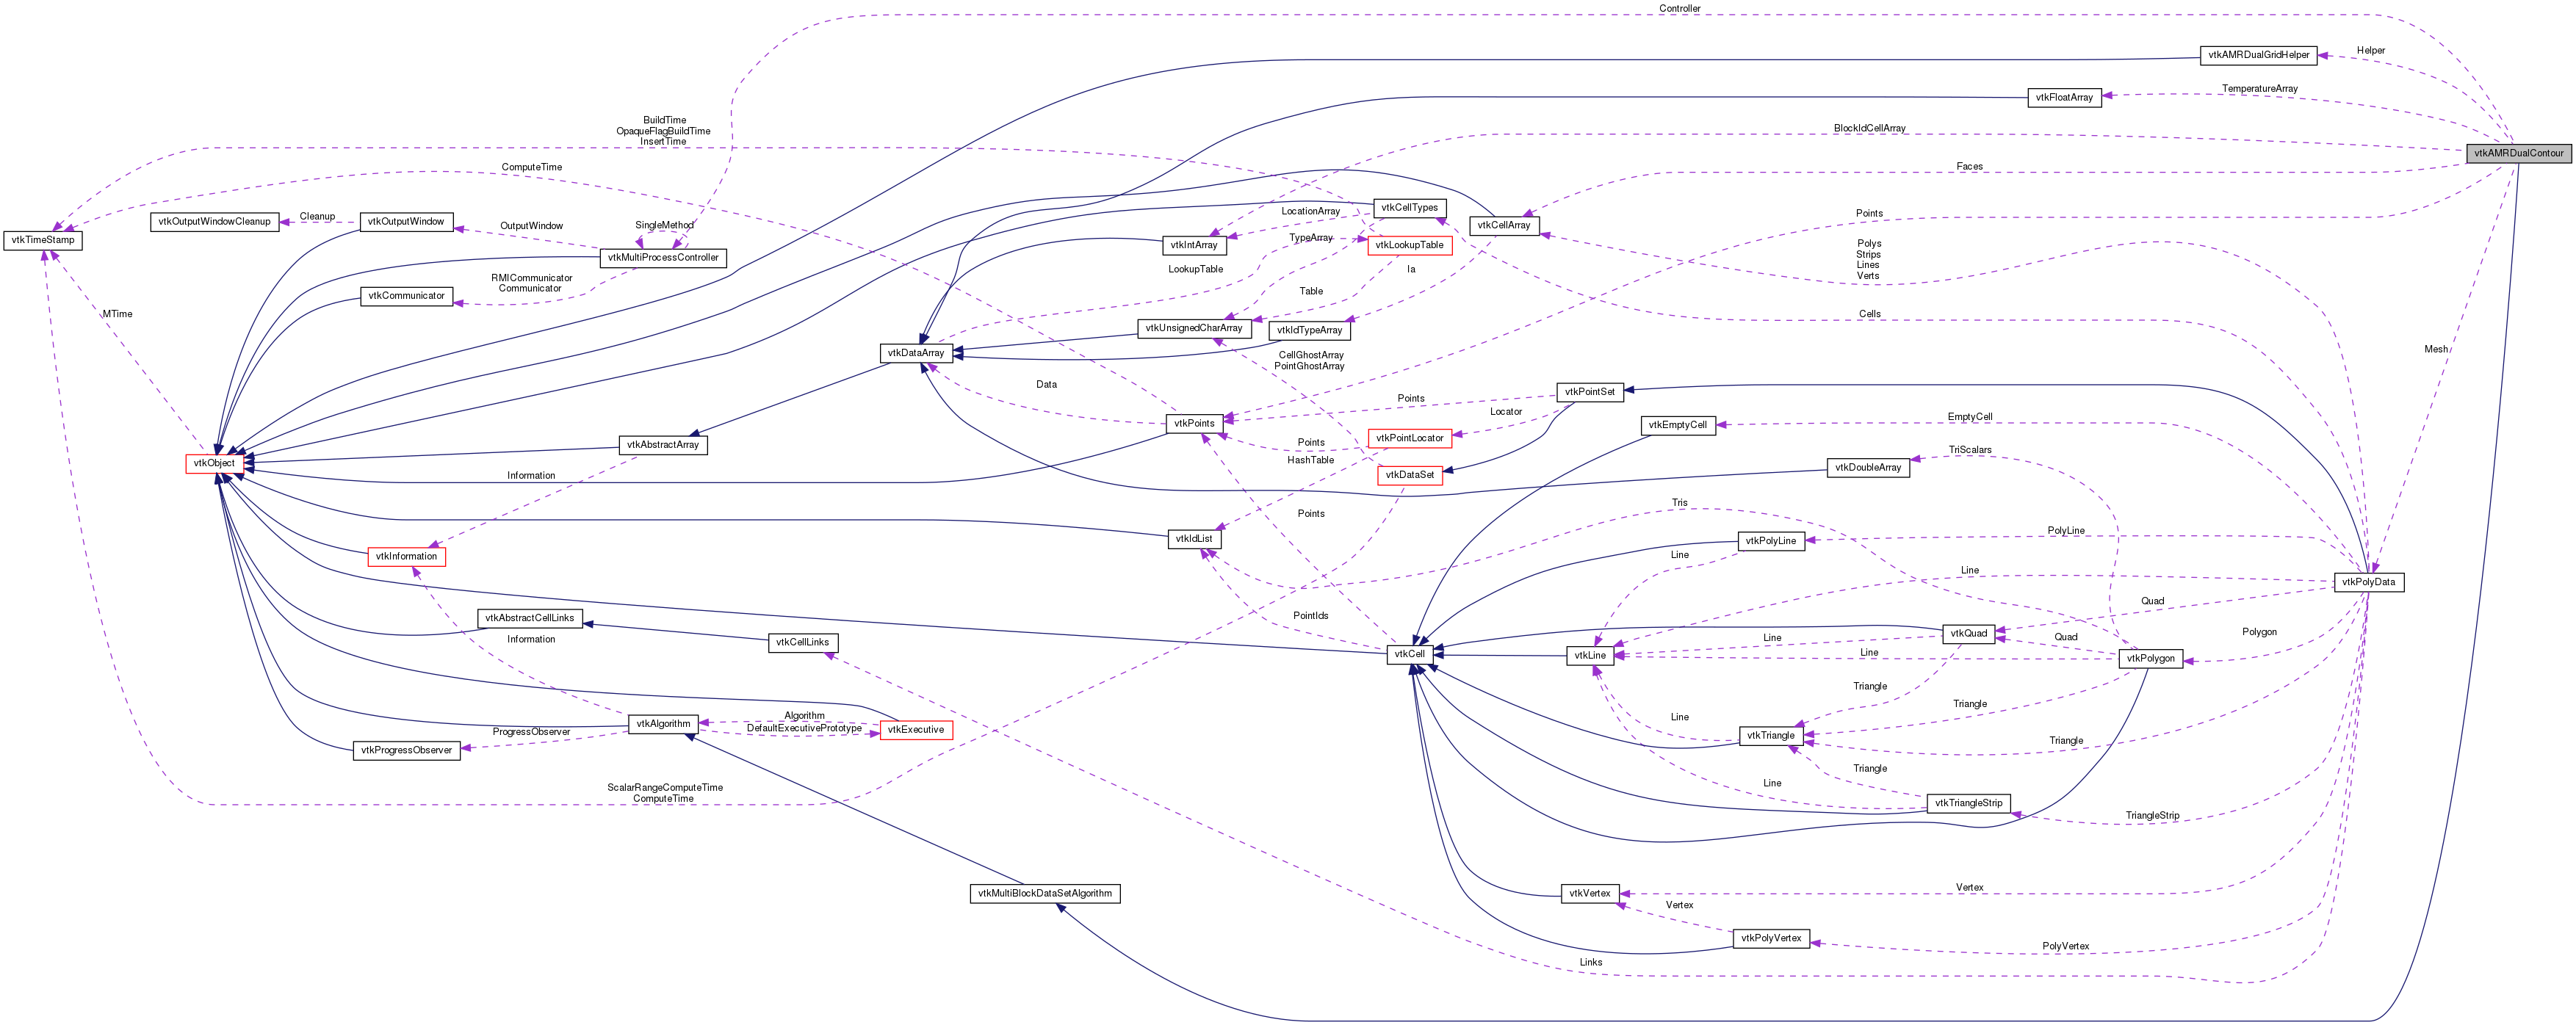 Controller
Helper
vtkAMRDualGridHelper
TemperatureArray
vtkFloatArray
BuildTime
OpaqueFlagBuildTime
InsertTime
BlockIdCellArray
vtkAMRDualContour
ComputeTime
Faces
vtkOutputWindowCleanup
Cleanup
vtkOutputWindow
OutputWindow
SingleMethod
vtkCellTypes
LocationArray
vtkCellArray
Points
vtkTimeStamp
vtkMultiProcessController
vtkIntArray
TypeArray
vtkLookupTable
Polys
Strips
Lines
Verts
LookupTable
Ia
RMICommunicator
Communicator
vtkCommunicator
Table
MTime
Cells
vtkUnsignedCharArray
vtkIdTypeArray
vtkDataArray
CellGhostArray
PointGhostArray
Mesh
Data
vtkPointSet
Points
Locator
EmptyCell
vtkPoints
vtkEmptyCell
vtkAbstractArray
Points
vtkPointLocator
TriScalars
vtkObject
HashTable
vtkDoubleArray
Information
vtkDataSet
Points
Tris
vtkIdList
vtkPolyLine
PolyLine
vtkInformation
Line
Line
vtkPolyData
PointIds
Quad
vtkAbstractCellLinks
Information
vtkCellLinks
vtkCell
vtkLine
Line
vtkQuad
Quad
Polygon
Line
vtkPolygon
Triangle
Triangle
vtkAlgorithm
Algorithm
DefaultExecutivePrototype
vtkExecutive
Line
vtkTriangle
Triangle
ProgressObserver
vtkProgressObserver
Triangle
ScalarRangeComputeTime
ComputeTime
Line
vtkTriangleStrip
TriangleStrip
vtkMultiBlockDataSetAlgorithm
vtkVertex
Vertex
Vertex
vtkPolyVertex
PolyVertex
Links